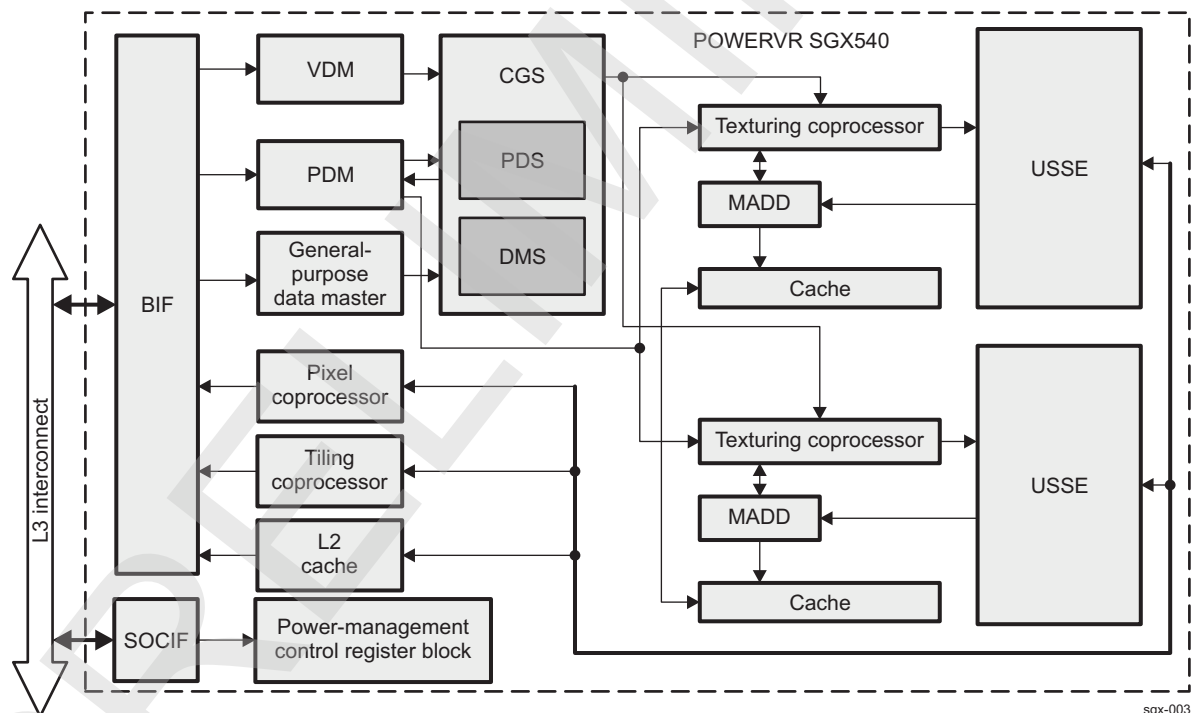 POWERVR SGX540
VDM
CGS
PDM
PDS
General-
purpose
data master
DMS
BIF
Pixel
coprocessor
Tiling
coprocessor
L2
cache
L3 interconnect
SOCIF
Power-management
control register block
Texturing coprocessor
MADD
Cache
USSE
Texturing coprocessor
MADD
Cache
USSE
sgx-003
PRELIMI